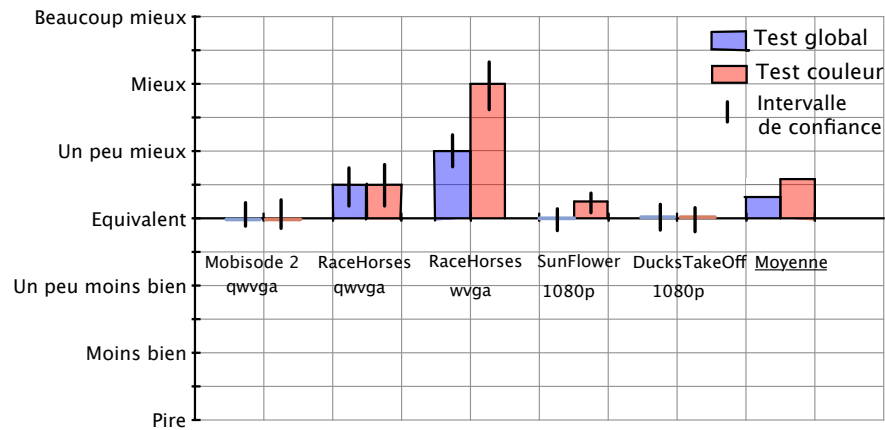 Beaucoup mieux
Mieux
Un peu mieux
Equivalent
Un peu moins bien
Moins bien
Pire
Test global
Test couleur
Intervalle
de confiance
Mobisode 2
qwvga
RaceHorses
qwvga
RaceHorses
wvga
SunFlower
1080p
DucksTakeOff
1080p
Moyenne